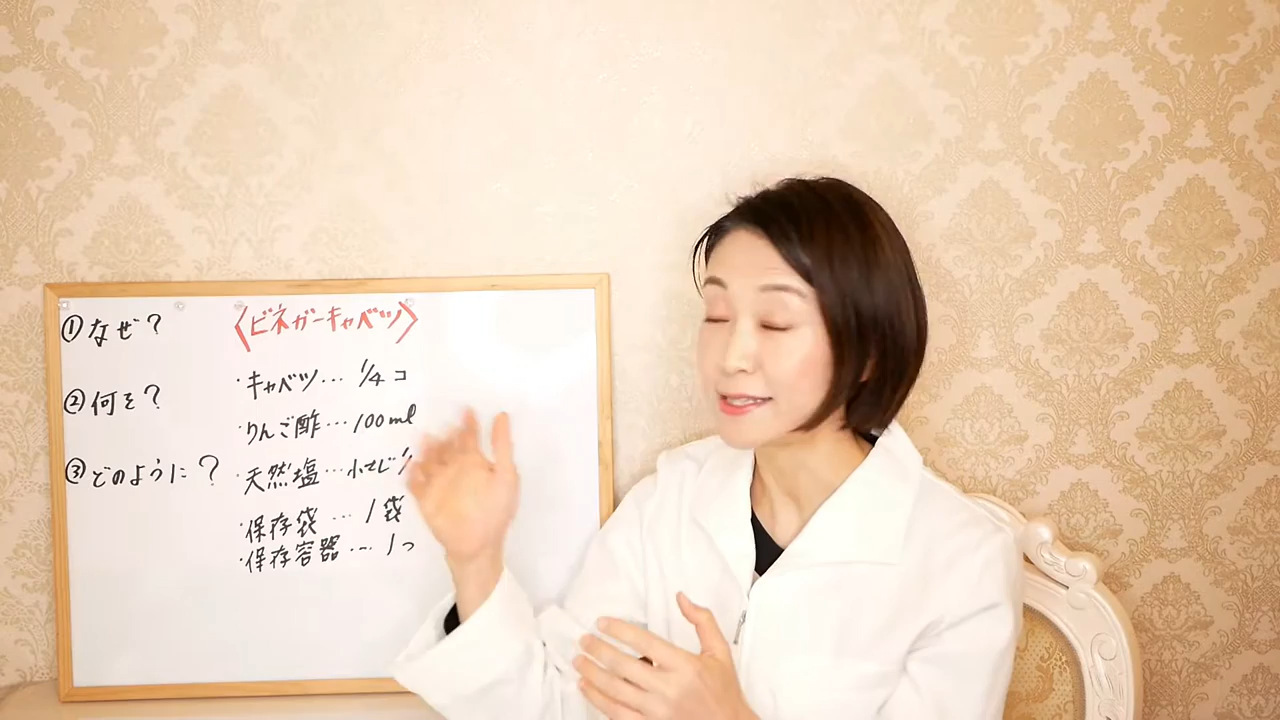 ①なぜ?
②何を?
③どのように?
〈ビネガーキャベツ〉
・キャベツ… 1/4コ
・りんご酢…100ml
・天然塩…小さじ
・保存袋… 1袋
・保存容器…1つ